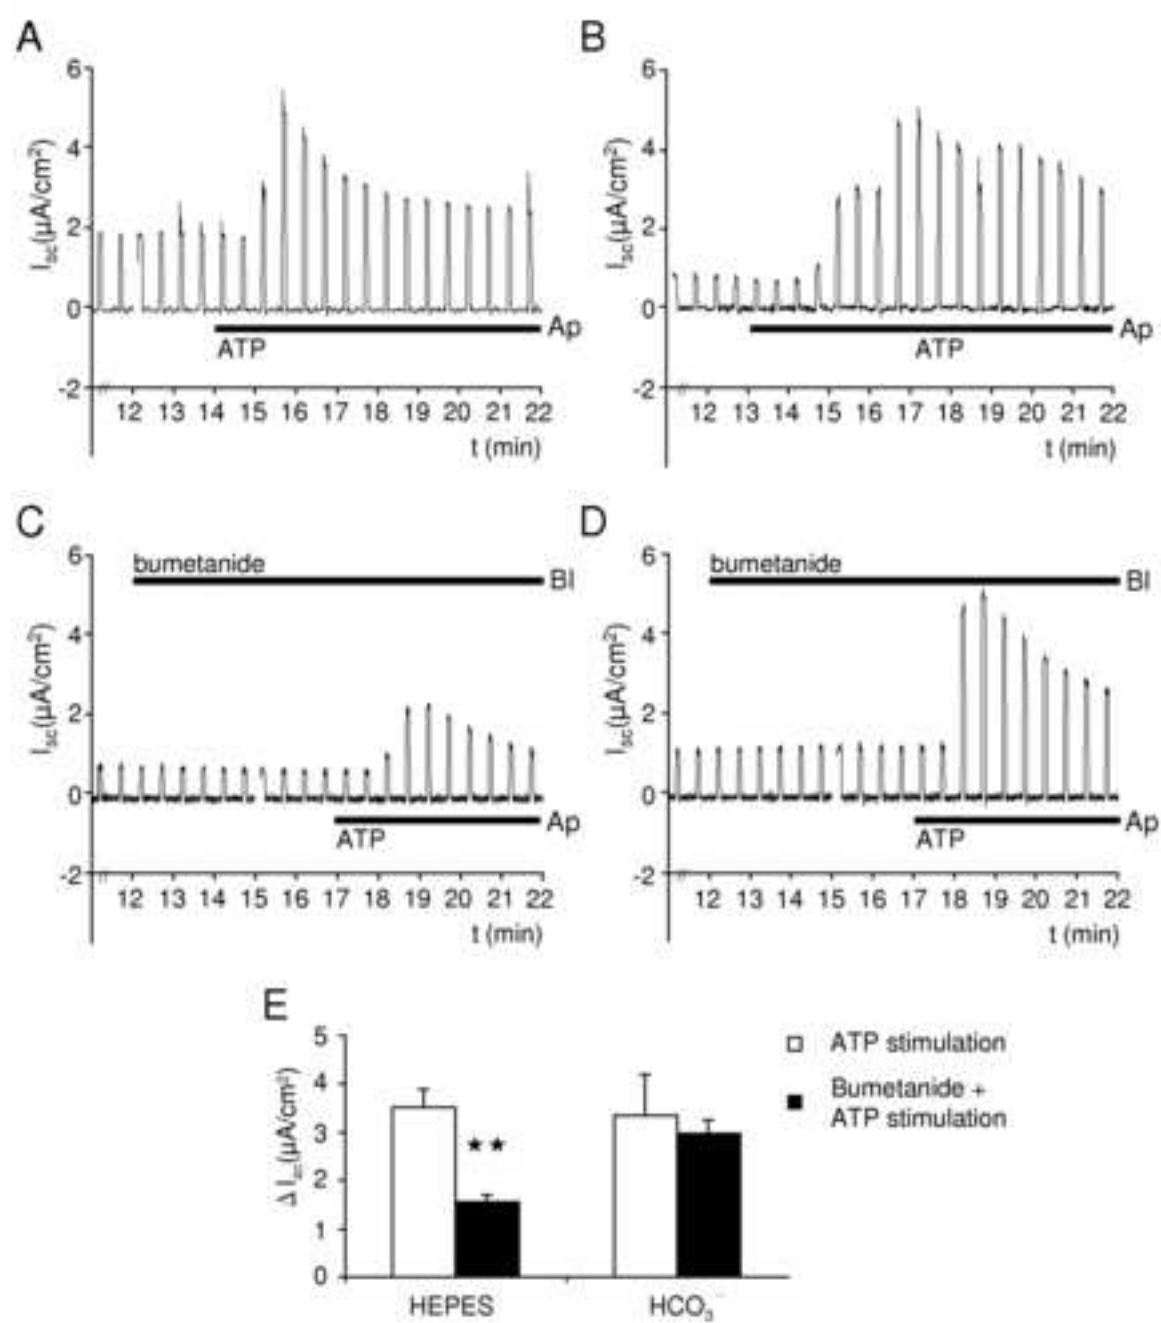 A
B
6
4
2
0
-2
I_sc(μA/cm²)
ATP
Ap
12 13 14 15 16 17 18 19 20 21 22
t (min)
6
4
2
0
-2
I_sc(μA/cm²)
ATP
Ap
12 13 14 15 16 17 18 19 20 21 22
t (min)
C
D
6
4
2
0
-2
I_sc(μA/cm²)
bumetanide
Bl
ATP
Ap
12 13 14 15 16 17 18 19 20 21 22
t (min)
6
4
2
0
-2
I_sc(μA/cm²)
bumetanide
Bl
ATP
Ap
12 13 14 15 16 17 18 19 20 21 22
t (min)
E
5
4
3
2
1
0
Δ I_sc(μA/cm²)
★★
HEPES
HCO₃⁻
ATP stimulation
Bumetanide +
ATP stimulation